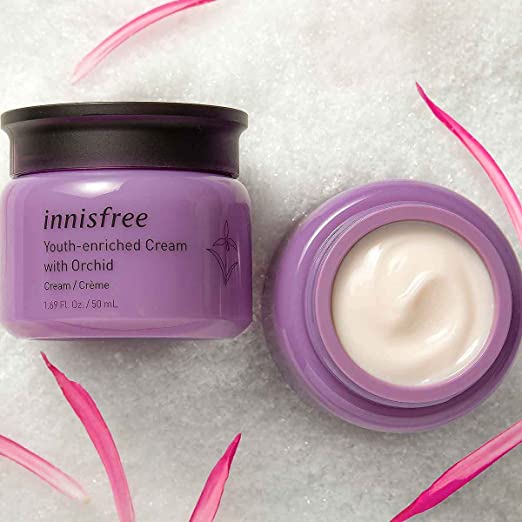 innisfree
Youth-enriched Cream
with Orchid
Cream / Crème
1.69 Fl. Oz. / 50 mL